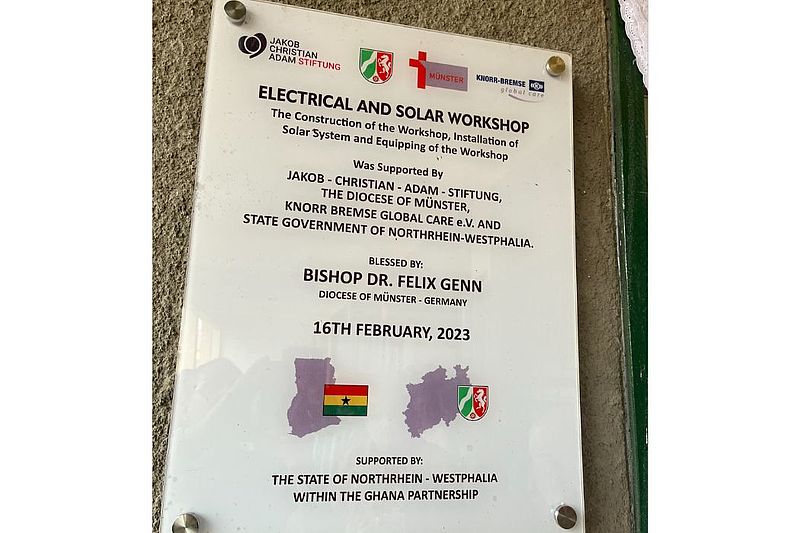 JAKOB
CHRISTIAN
ADAM STIFTUNG
MÜNSTER
KNORR-BREMSE
global care
ELECTRICAL AND SOLAR WORKSHOP
The Construction of the Workshop, Installation of
Solar System and Equipping of the Workshop
Was Supported By
JAKOB - CHRISTIAN - ADAM - STIFTUNG,
THE DIOCESE OF MÜNSTER,
KNORR BREMSE GLOBAL CARE e.V. AND
STATE GOVERNMENT OF NORTHRHEIN-WESTPHALIA.
BLESSED BY:
BISHOP DR. FELIX GENN
DIOCESE OF MÜNSTER - GERMANY
16TH FEBRUARY, 2023
SUPPORTED BY:
THE STATE OF NORTHRHEIN - WESTPHALIA
WITHIN THE GHANA PARTNERSHIP